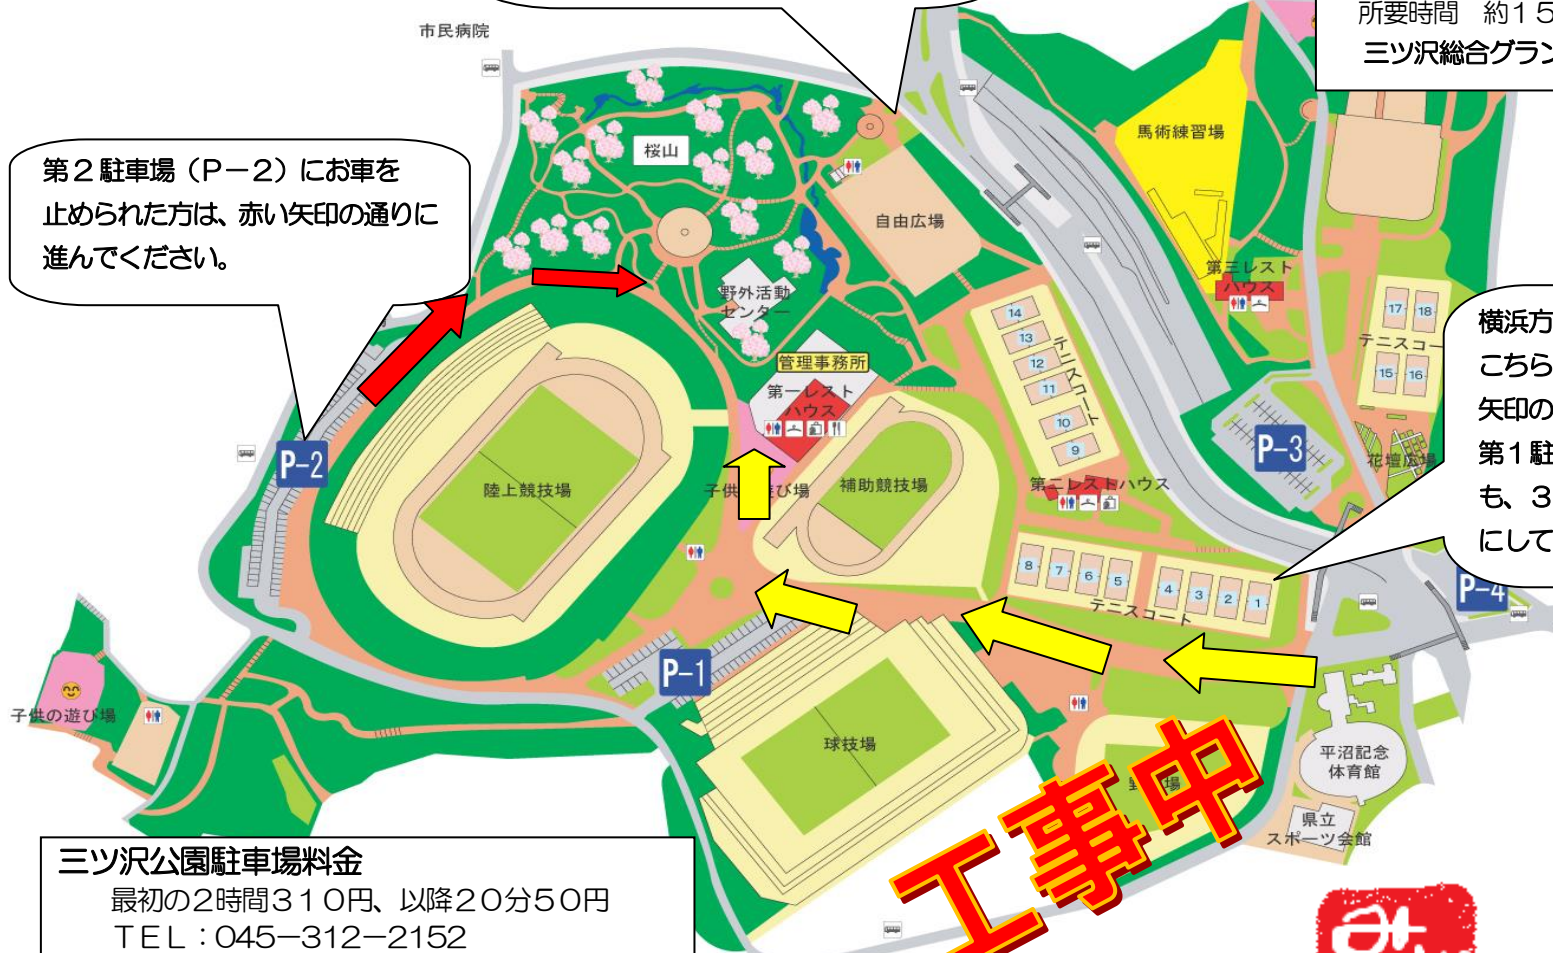 市民病院
所要時間 約15
三ツ沢総合グラン
第2駐車場（P－2）にお車を
止められた方は、赤い矢印の通りに
進んでください。
桜山
馬術練習場
自由広場
野外活動
センター
第三レスト
ハウス
管理事務所
第一レスト
ハウス
14
13
12
11
10
9
テニスコート
17
18
テニスコー
15
16
横浜方
こちら
矢印の
第1駐
も、3
にして
P-2
P-3
花壇広場
陸上競技場
子供
び場
補助競技場
第二レストハウス
8
7
6
5
4
3
2
1
テニスコート
P-4
P-1
子供の遊び場
球技場
場
平沼記念
体育館
県立
スポーツ会館
工事中
三ツ沢公園駐車場料金
最初の2時間310円、以降20分50円
TEL：045－312－2152